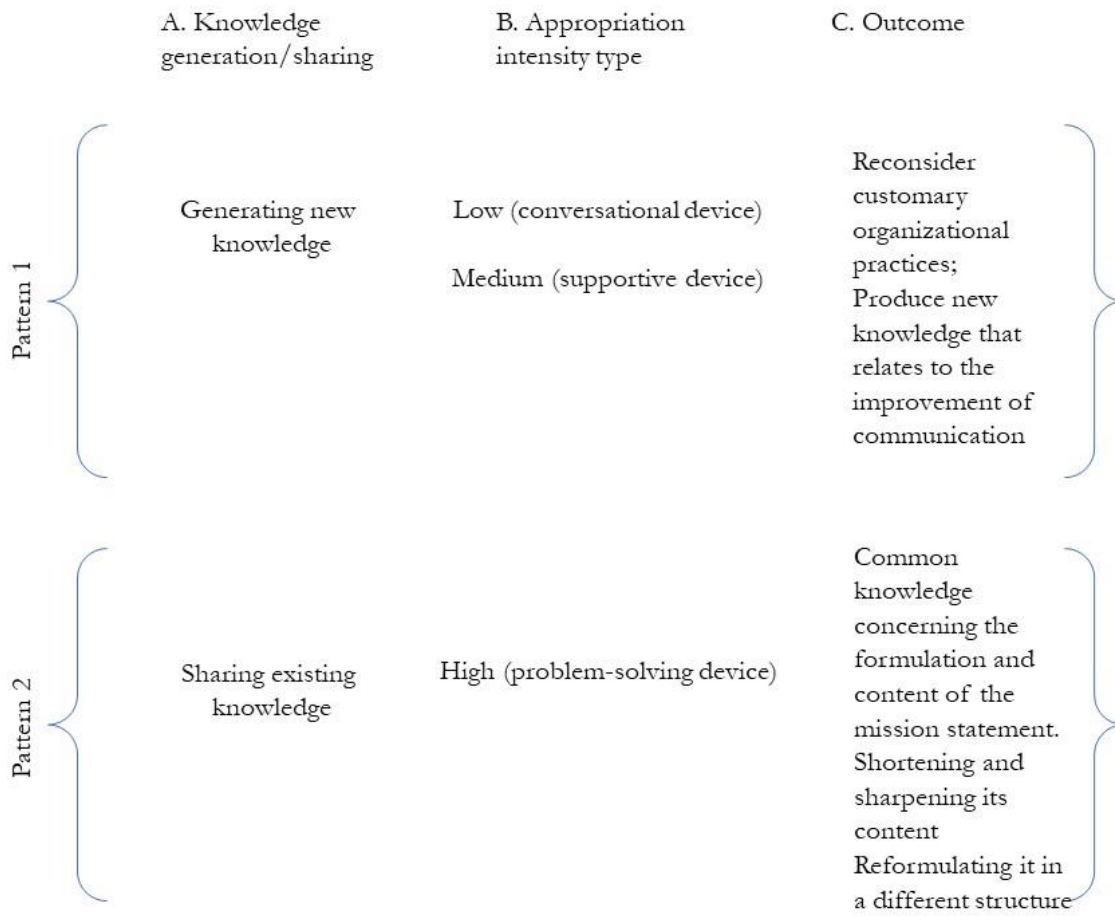 A. Knowledge
generation/sharing
B. Appropriation
intensity type
C. Outcome
Pattern 1
Generating new
knowledge
Low (conversational device)
Medium (supportive device)
Reconsider
customary
organizational
practices;
Produce new
knowledge that
relates to the
improvement of
communication
Pattern 2
Sharing existing
knowledge
High (problem-solving device)
Common
knowledge
concerning the
formulation and
content of the
mission statement.
Shortening and
sharpening its
content
Reformulating it in
a different structure